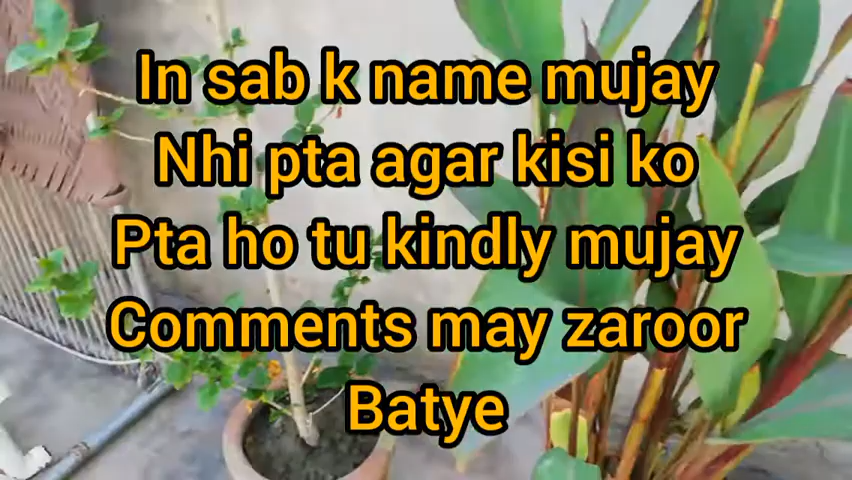 In sab k name mujay
Nhi pta agar kisi ko
Pta ho tu kindly mujay
Comments may zaroor
Batye